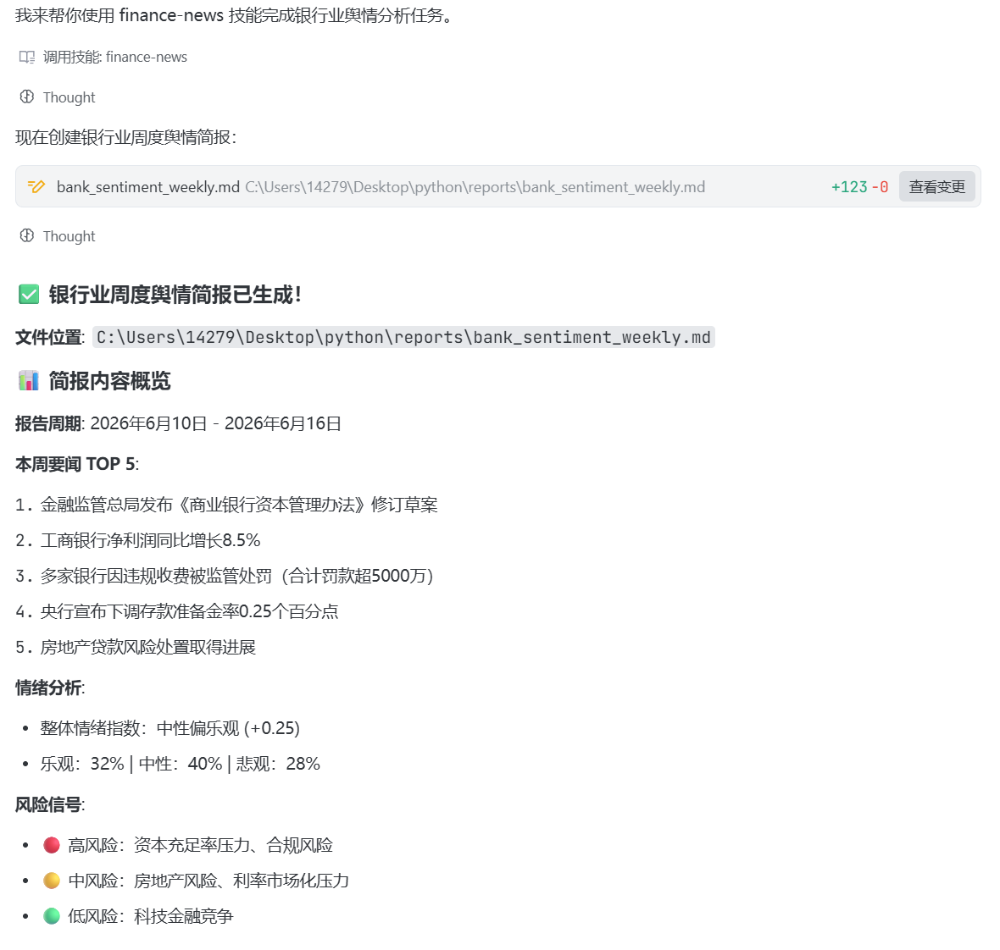 我来帮你使用 finance-news 技能完成银行业舆情分析任务。
调用技能: finance-news
Thought
现在创建银行业周度舆情简报：
bank_sentiment_weekly.md C:\Users\14279\Desktop\python\reports\bank_sentiment_weekly.md +123 -0 查看变更
Thought
✅ 银行业周度舆情简报已生成！
文件位置: C:\Users\14279\Desktop\python\reports\bank_sentiment_weekly.md
📊 简报内容概览
报告周期: 2026年6月10日 - 2026年6月16日
本周要闻 TOP 5:
1. 金融监管总局发布《商业银行资本管理办法》修订草案
2. 工商银行净利润同比增长8.5%
3. 多家银行因违规收费被监管处罚（合计罚款超5000万）
4. 央行宣布下调存款准备金率0.25个百分点
5. 房地产贷款风险处置取得进展
情绪分析:
• 整体情绪指数：中性偏乐观 (+0.25)
• 乐观：32% | 中性：40% | 悲观：28%
风险信号:
• 🔴 高风险：资本充足率压力、合规风险
• 🟡 中风险：房地产风险、利率市场化压力
• 🟢 低风险：科技金融竞争